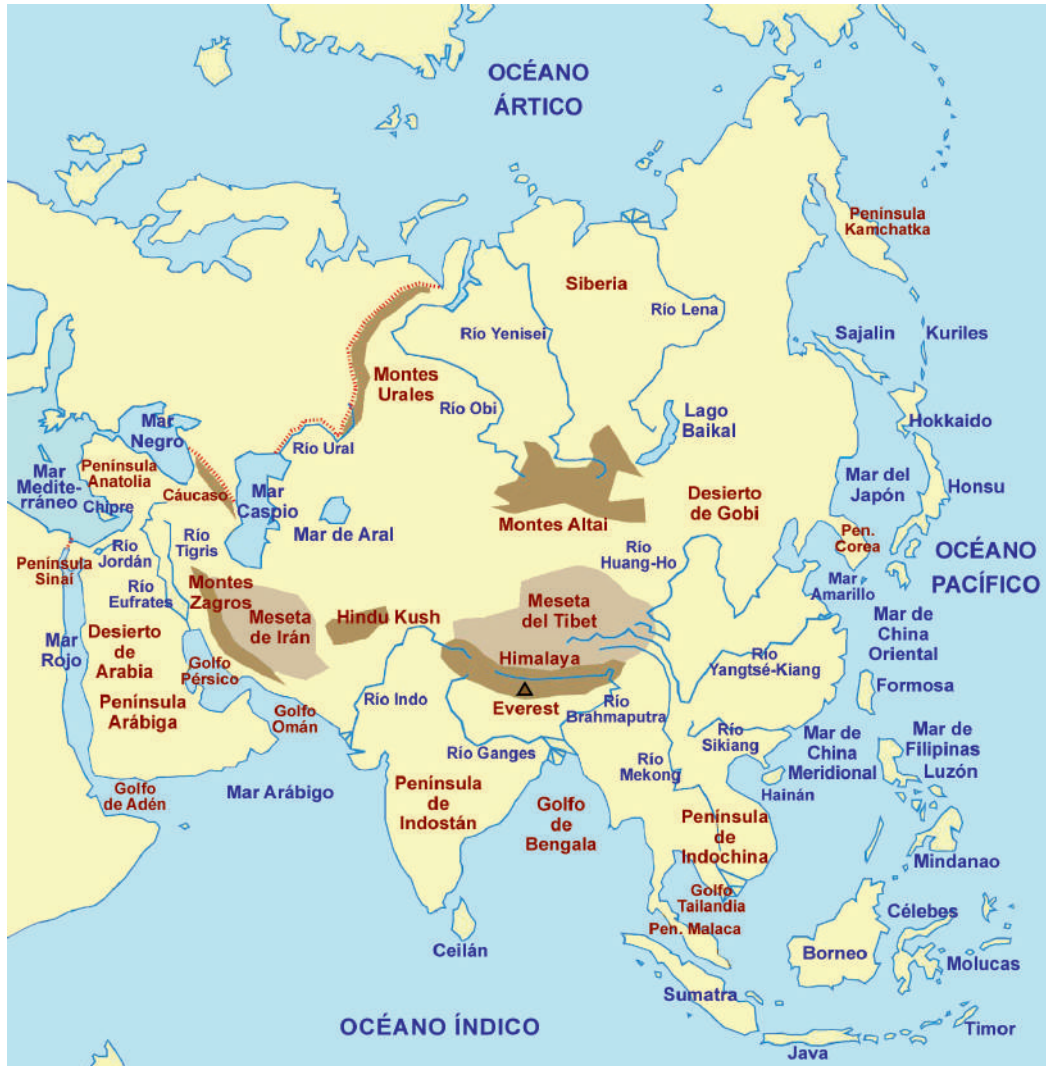 OCÉANO
ÁRTICO
Península
Kamchatka
Siberia
Río Lena
Río Yenisei
Sajalin
Kuriles
Montes
Urales
Río Obi
Lago
Baikal
Hokkaido
Mar
Negro
Río Ural
Península
Anatolia
Mar
Medite-
rráneo
Cáucaso
Mar
Caspio
Chipre
Mar de Aral
Montes Altai
Desierto
de Gobi
Mar del
Japón
Honsu
Pen.
Corea
OCÉANO
PACÍFICO
Península
Sinaí
Río
Jordán
Río
Tigris
Río
Huang-Ho
Mar
Amarillo
Río
Eufrates
Montes
Zagros
Meseta
de Irán
Hindu Kush
Meseta
del Tibet
Mar de
China
Oriental
Mar
Rojo
Desierto
de
Arabia
Golfo
Pérsico
Himalaya
Río
Yangtsé-Kiang
Formosa
Península
Arábiga
Golfo
Omán
Río Indo
Everest
Río
Brahmaputra
Río
Sikiang
Mar de
China
Meridional
Mar de
Filipinas
Luzón
Río Ganges
Río
Mekong
Golfo
de Adén
Mar Arábigo
Península
de
Indostán
Golfo
de
Bengala
Hainán
Península
de
Indochina
Mindanao
Golfo
Tailandia
Pen. Malaca
Célebes
Ceilán
Borneo
Molucas
Sumatra
OCÉANO ÍNDICO
Timor
Java